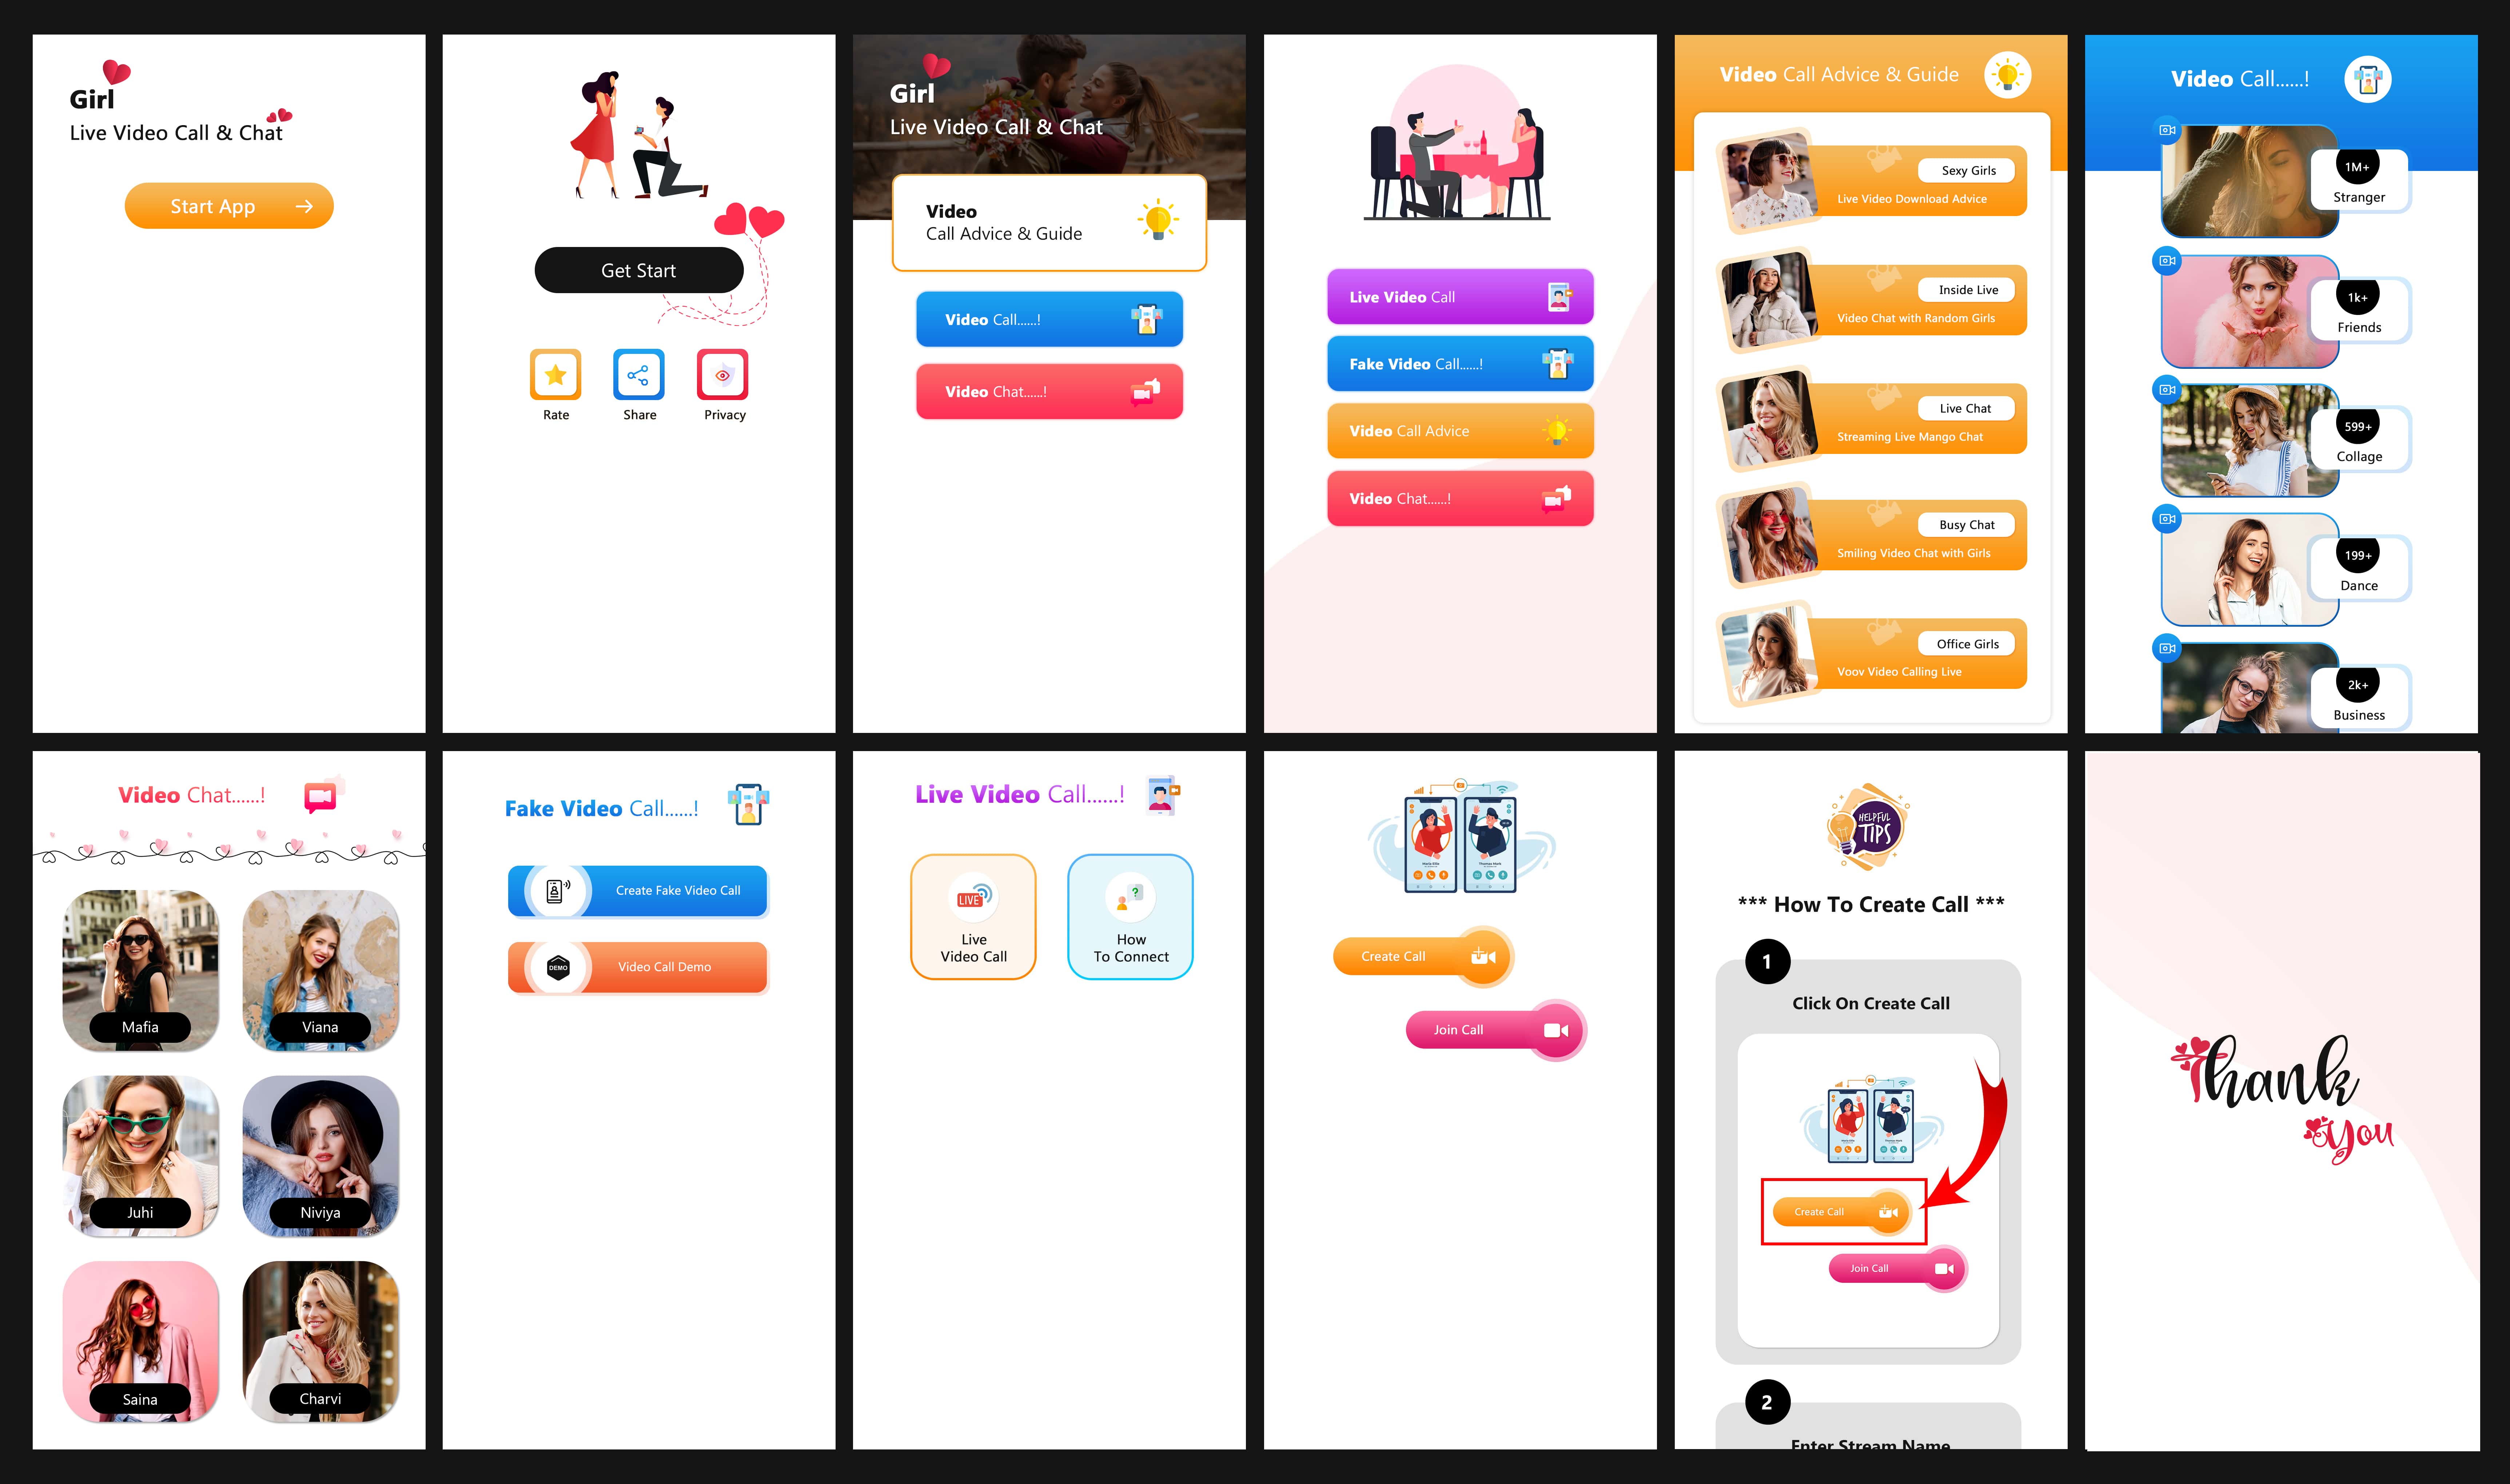 Girl
Live Video Call & Chat
Start App
Get Start
Rate
Share
Privacy
Girl
Live Video Call & Chat
Video
Call Advice & Guide
Video Call......!
Video Chat......!
Live Video Call
Fake Video Call......!
Video Call Advice
Video Chat......!
Video Call Advice & Guide
Sexy Girls
Live Video Download Advice
Inside Live
Video Chat with Random Girls
Live Chat
Streaming Live Mango Chat
Busy Chat
Smiling Video Chat with Girls
Office Girls
Voov Video Calling Live
Video Call......!
1M+
Stranger
1k+
Friends
599+
Collage
199+
Dance
2k+
Business
Video Chat......!
Mafia
Viana
Juhi
Niviya
Saina
Charvi
Fake Video Call......!
Create Fake Video Call
DEMO
Video Call Demo
Live Video Call......!
LIVE
Live
Video Call
How
To Connect
Create Call
Join Call
HELPFUL
TIPS
*** How To Create Call ***
1
Click On Create Call
Create Call
Join Call
2
Enter Stream Name
Thank
You